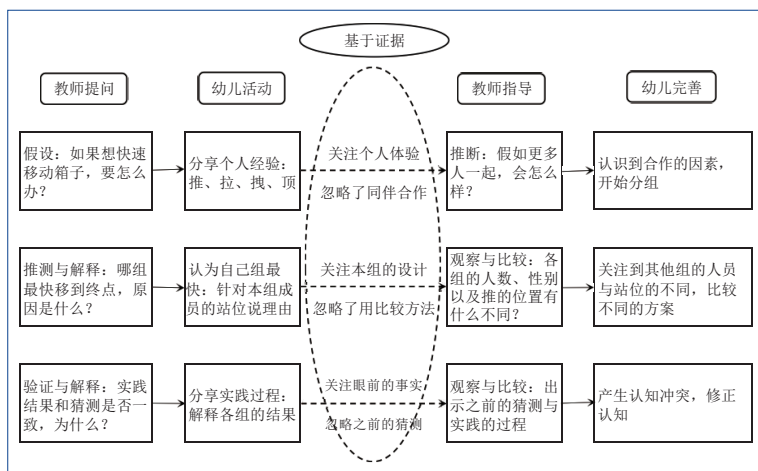 基于证据
教师提问
幼儿活动
教师指导
幼儿完善
假设：如果想快速
移动箱子，要怎么
办？
分享个人经验：
推、拉、拽、顶
关注个人体验
忽略了同伴合作
推断：假如更多
人一起，会怎么
样？
认识到合作的因素，
开始分组
推测与解释：哪组
最快移到终点，原
因是什么？
认为自己组最
快：针对本组成
员的站位说理由
关注本组的设计
忽略了用比较方法
观察与比较：各
组的人数、性别
以及推的位置有
什么不同？
关注到其他组的人员
与站位的不同，比较
不同的方案
验证与解释：实践
结果和猜测是否一
致，为什么？
分享实践过程：
解释各组的结果
关注眼前的事实
忽略之前的猜测
观察与比较：出
示之前的猜测与
实践的过程
产生认知冲突，修正
认知